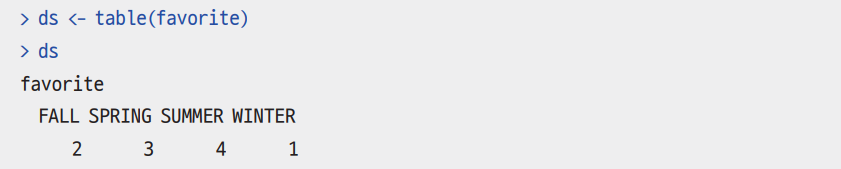 > ds <- table(favorite)
> ds
favorite
  FALL SPRING SUMMER WINTER
     2      3      4      1